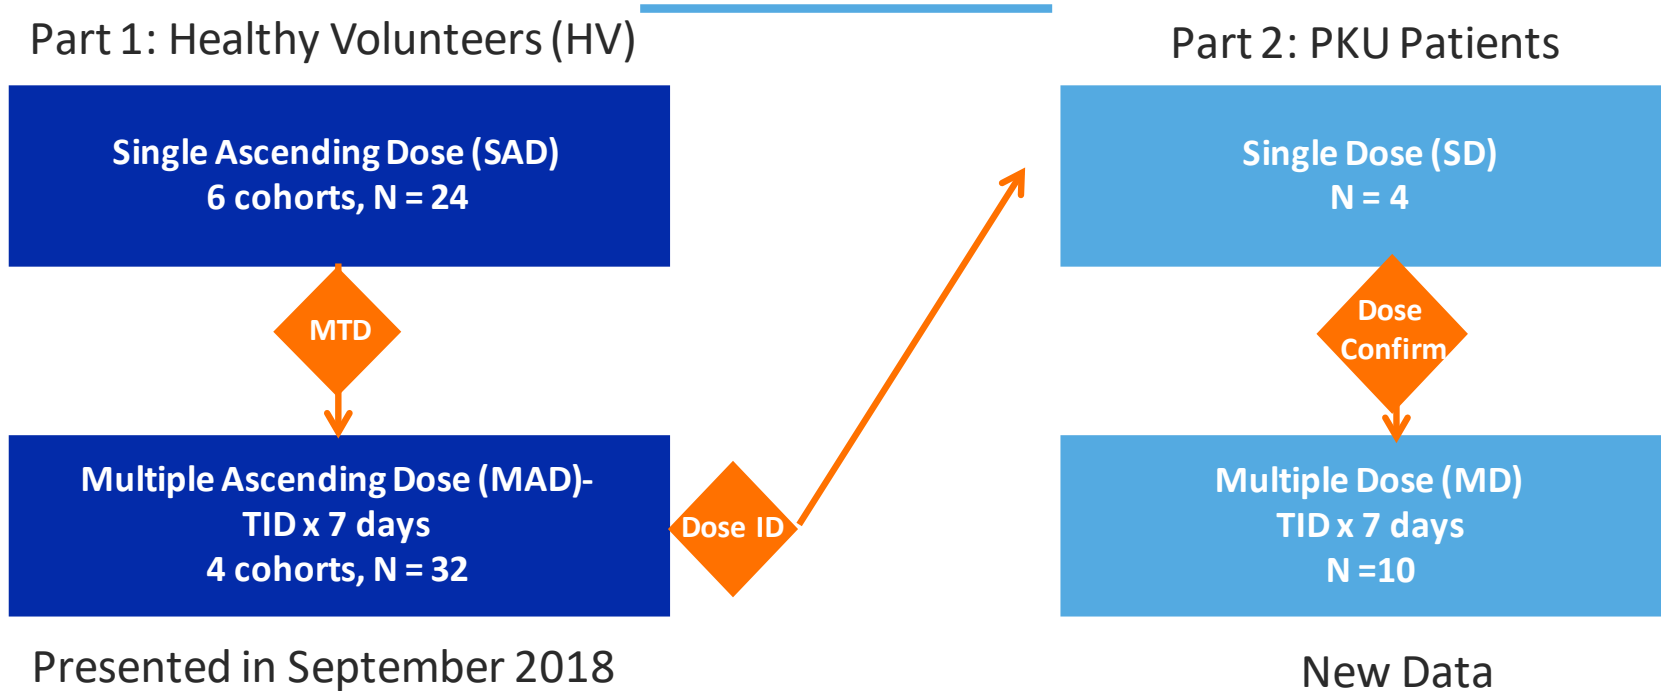 Part 1: Healthy Volunteers (HV)
Single Ascending Dose (SAD)
6 cohorts, N = 24
MTD
Multiple Ascending Dose (MAD)-
TID x 7 days
4 cohorts, N = 32
Presented in September 2018
Dose ID
Part 2: PKU Patients
Single Dose (SD)
N = 4
Dose
Confirm
Multiple Dose (MD)
TID x 7 days
N =10
New Data